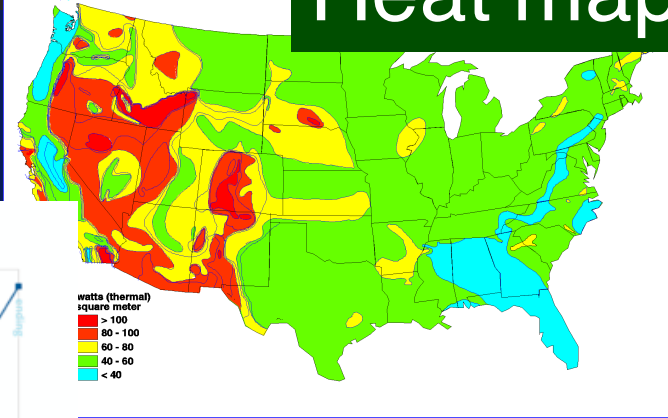 Heat map
watts (thermal)
square meter
> 100
80 - 100
60 - 80
40 - 60
< 40